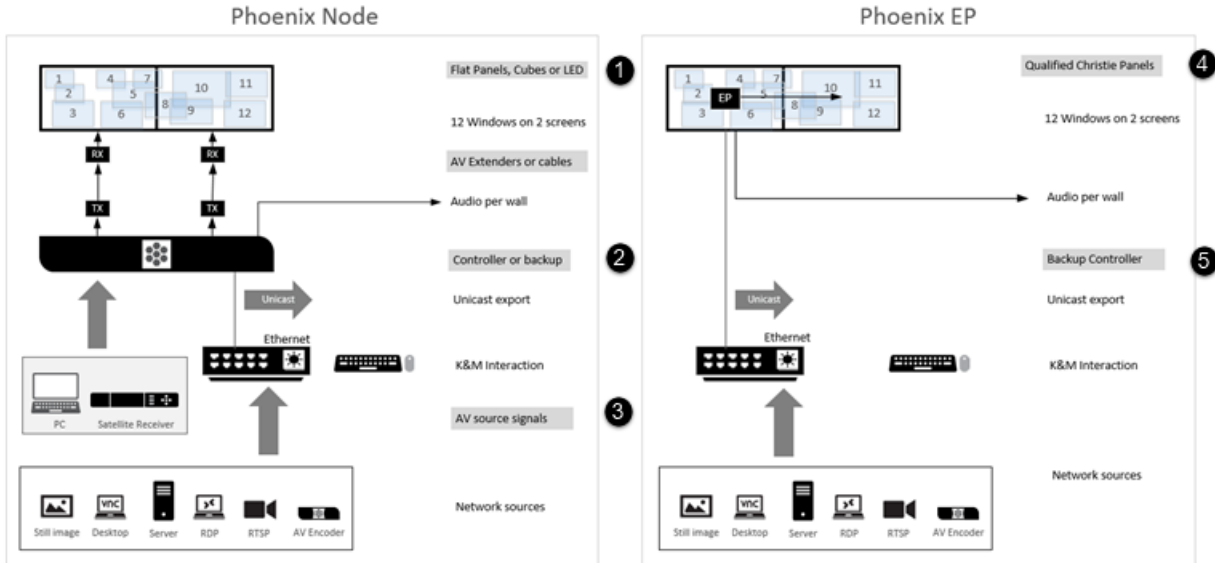 Phoenix Node
1 4 7 10 11
2 5
3 6 8 9 12
RX RX
TX TX
Flat Panels, Cubes or LED 1
12 Windows on 2 screens
AV Extenders or cables
Audio per wall
Controller or backup 2
Unicast Unicast export
Ethernet
K&M Interaction
PC Satellite Receiver
AV source signals 3
Network sources
vnc
Still image Desktop Server RDP RTSP AV Encoder
Phoenix EP
1 4 7 10 11
2 EP 5
3 6 8 9 12
Qualified Christie Panels 4
12 Windows on 2 screens
Audio per wall
Backup Controller 5
Unicast Unicast export
Ethernet
K&M Interaction
Network sources
vnc
Still image Desktop Server RDP RTSP AV Encoder